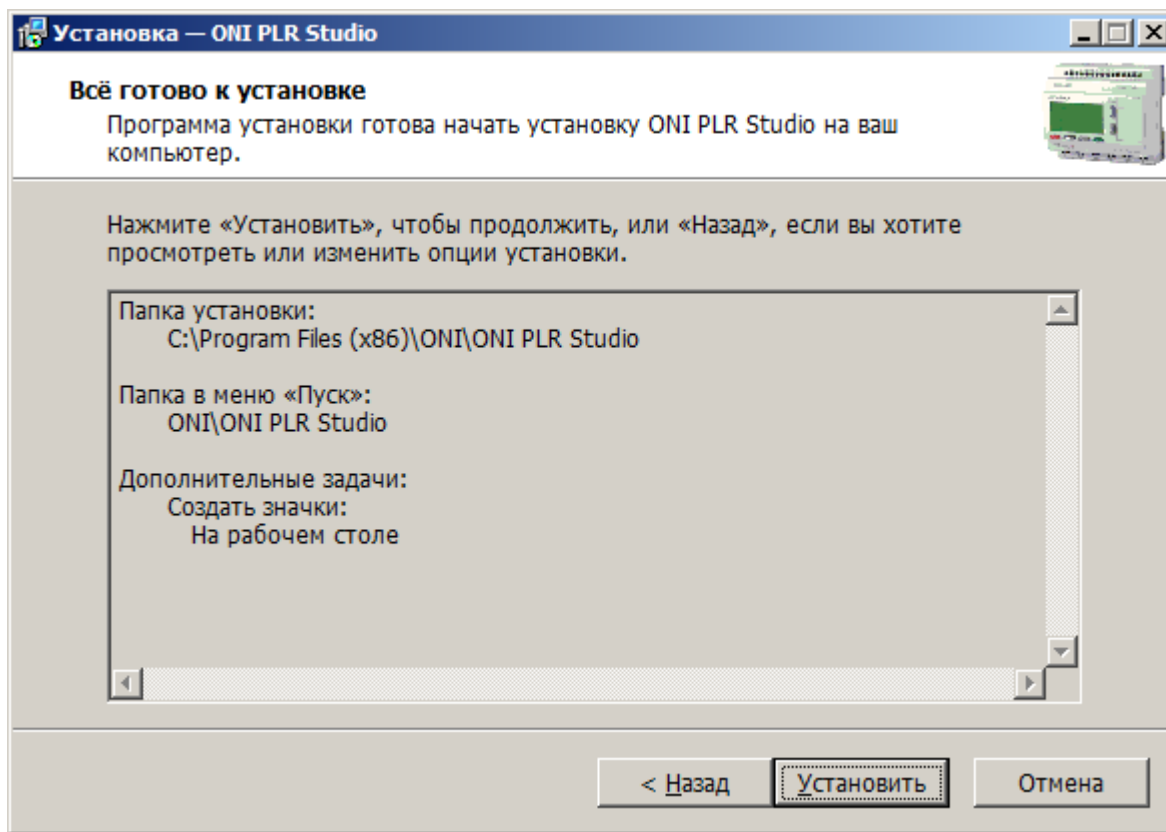 Установка — ONI PLR Studio
Всё готово к установке
Программа установки готова начать установку ONI PLR Studio на ваш
компьютер.
Нажмите «Установить», чтобы продолжить, или «Назад», если вы хотите
просмотреть или изменить опции установки.
Папка установки:
C:\Program Files (x86)\ONI\ONI PLR Studio
Папка в меню «Пуск»:
ONI\ONI PLR Studio
Дополнительные задачи:
Создать значки:
На рабочем столе
< Назад
Установить
Отмена